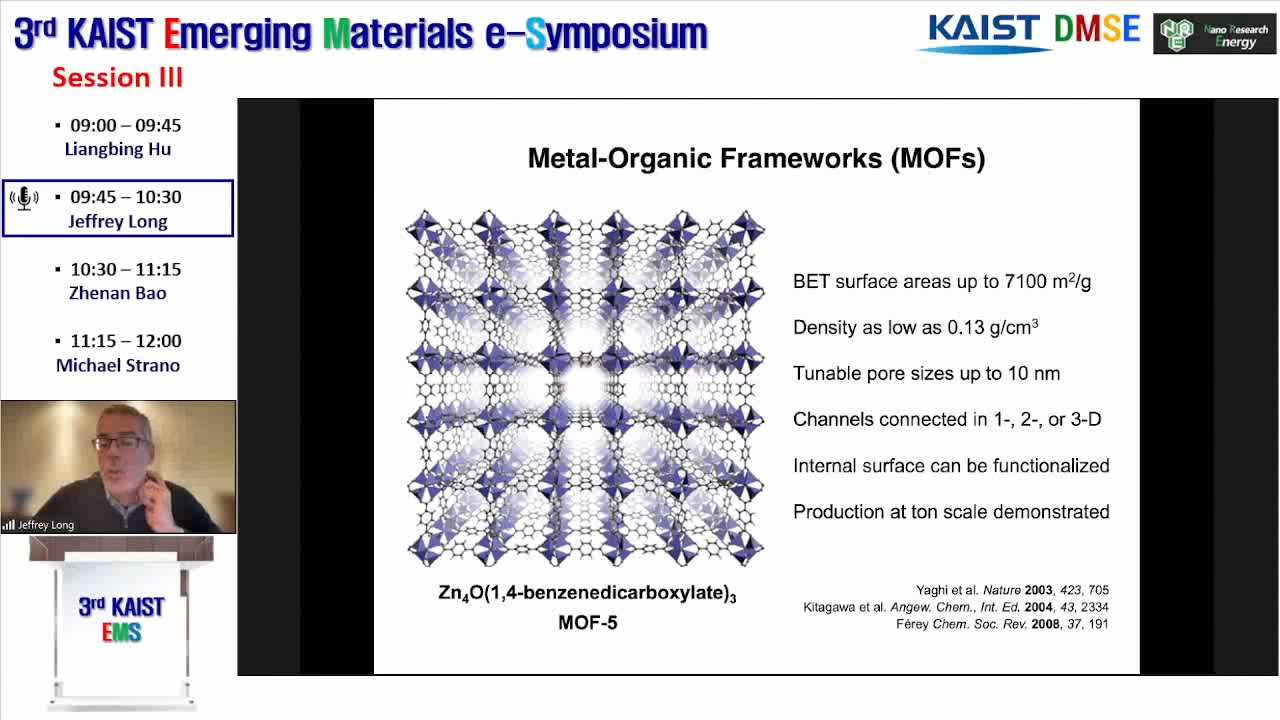 3rd KAIST Emerging Materials e-Symposium
KAIST DMSE
NRE
Nano Research
Energy
Session III
▪ 09:00 – 09:45
Liangbing Hu
▪ 09:45 – 10:30
Jeffrey Long
▪ 10:30 – 11:15
Zhenan Bao
▪ 11:15 – 12:00
Michael Strano
Jeffrey Long
3rd KAIST
EMS
Metal-Organic Frameworks (MOFs)
BET surface areas up to 7100 m²/g
Density as low as 0.13 g/cm³
Tunable pore sizes up to 10 nm
Channels connected in 1-, 2-, or 3-D
Internal surface can be functionalized
Production at ton scale demonstrated
Zn₄O(1,4-benzenedicarboxylate)₃
MOF-5
Yaghi et al. Nature 2003, 423, 705
Kitagawa et al. Angew. Chem., Int. Ed. 2004, 43, 2334
Férey Chem. Soc. Rev. 2008, 37, 191